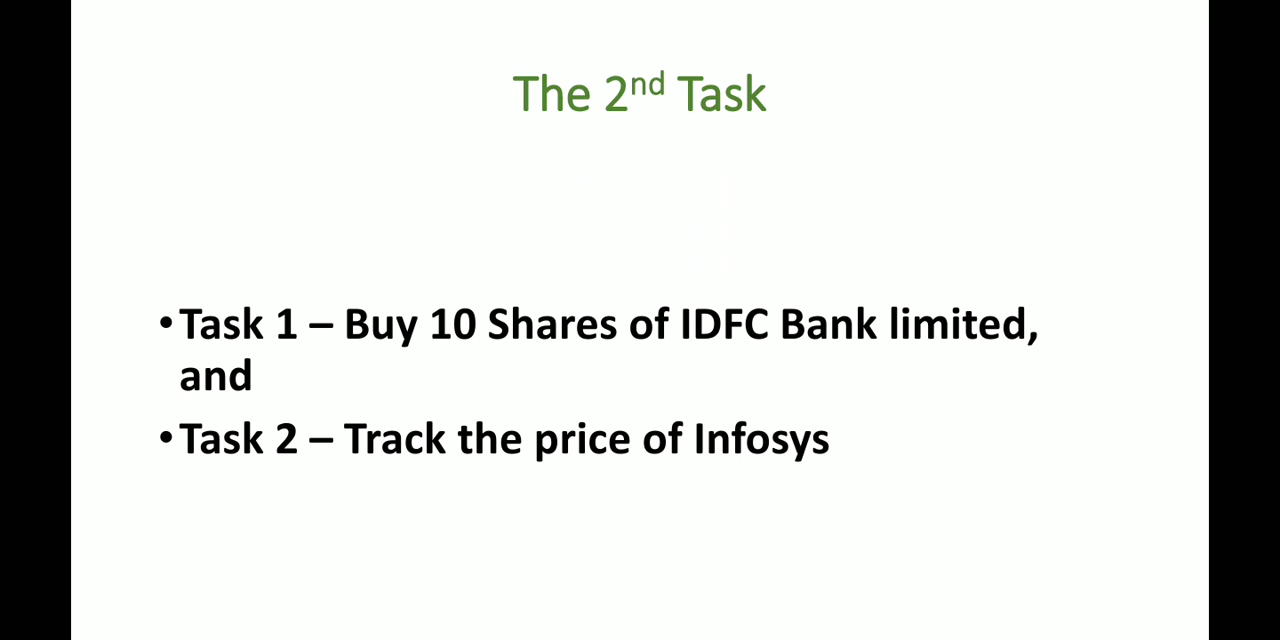 The 2nd Task
• Task 1 – Buy 10 Shares of IDFC Bank limited,
and
• Task 2 – Track the price of Infosys